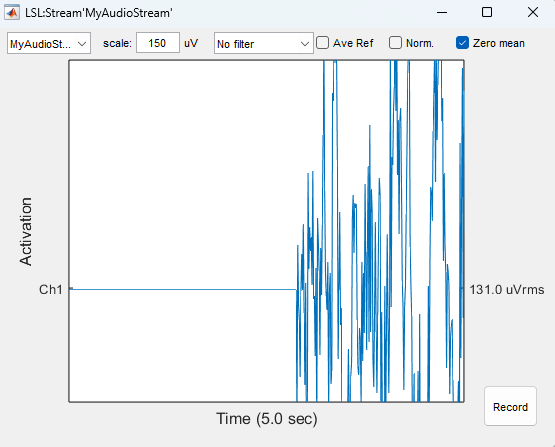 LSL:Stream'MyAudioStream'
MyAudioSt... scale: 150 uV No filter Ave Ref Norm. Zero mean
Activation
Ch1
131.0 uVrms
Time (5.0 sec)
Record